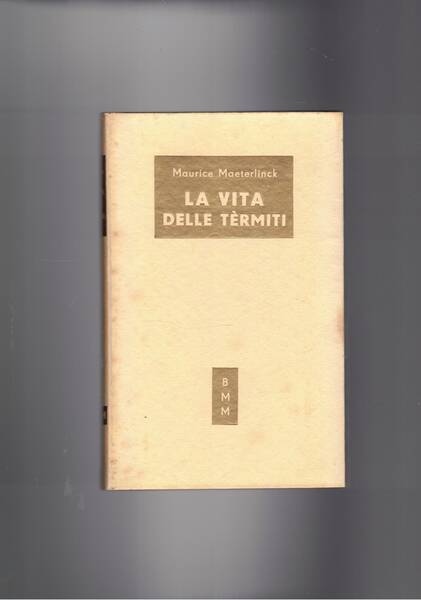 Maurice Maeterlinck
LA VITA
DELLE TÈRMITI
B
M
M